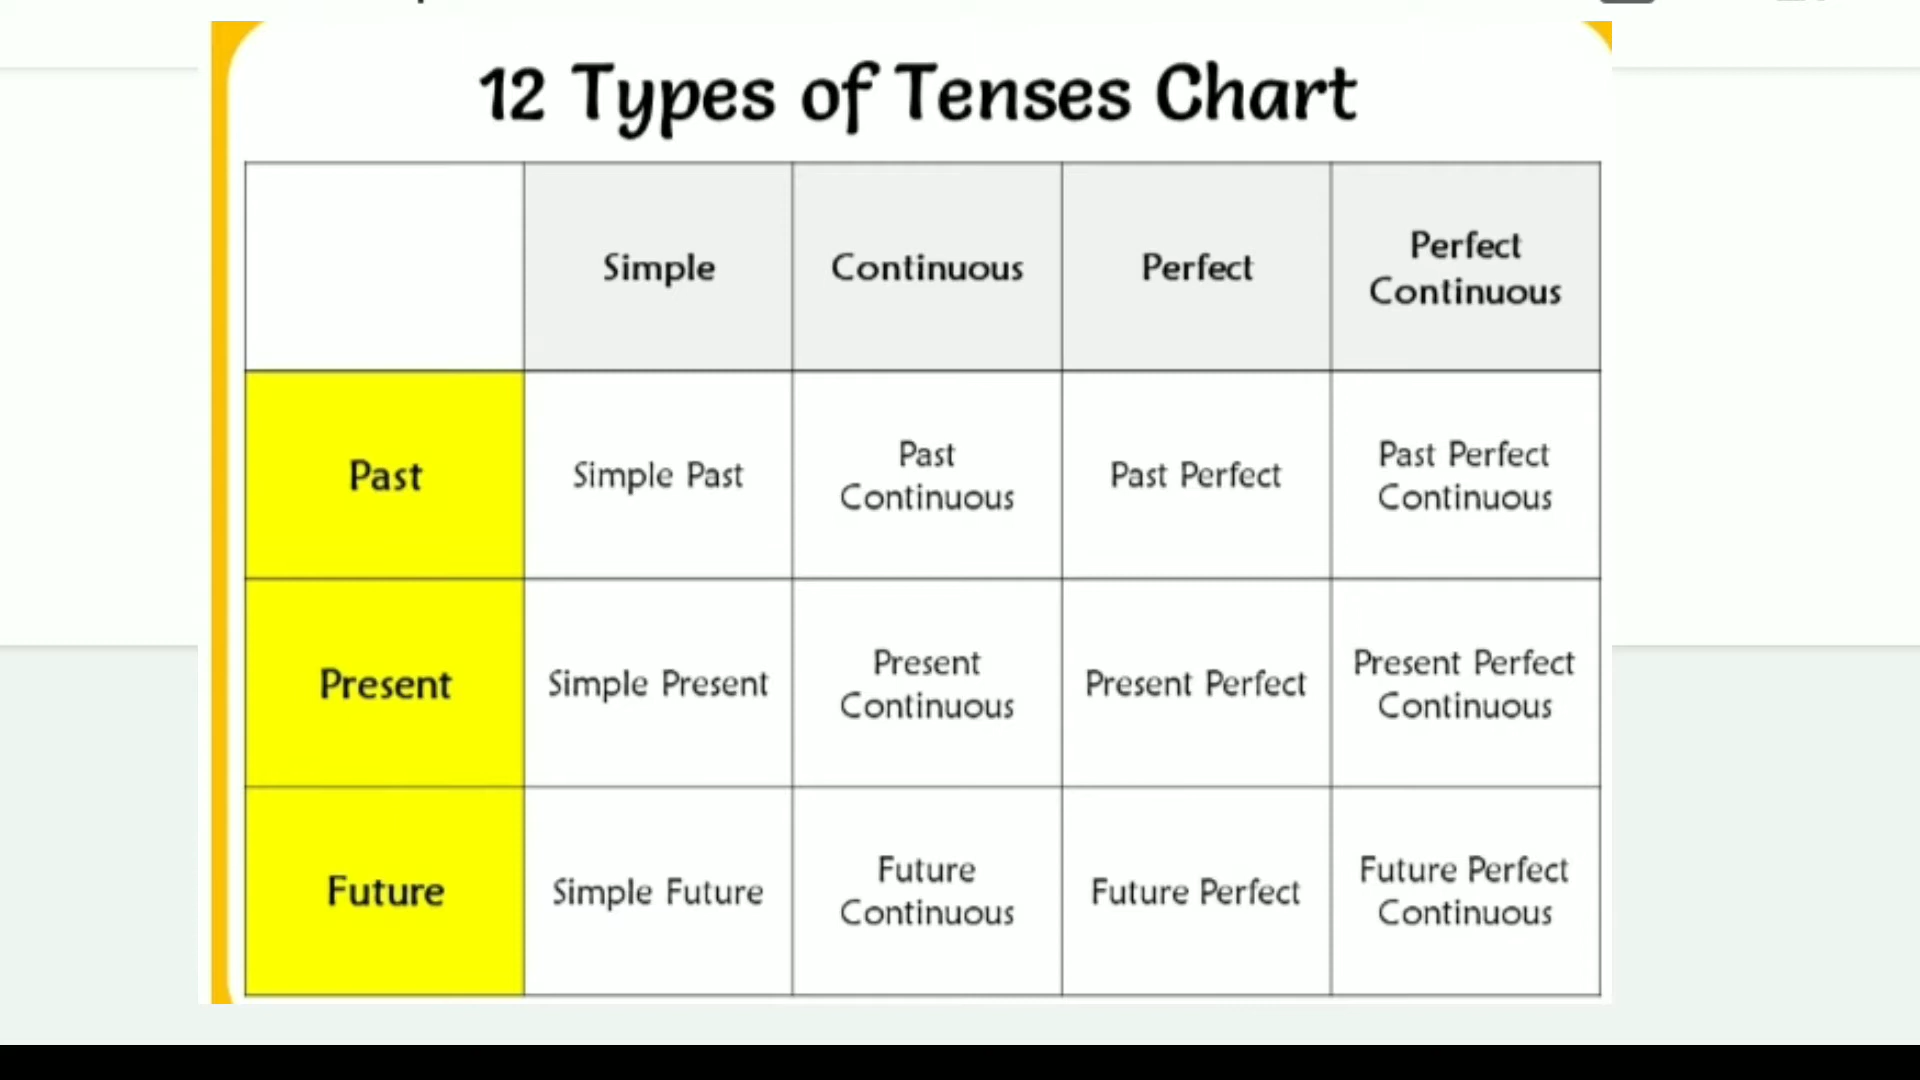 12 Types of Tenses Chart
Simple
Continuous
Perfect
Perfect
Continuous
Past
Simple Past
Past
Continuous
Past Perfect
Past Perfect
Continuous
Present
Simple Present
Present
Continuous
Present Perfect
Present Perfect
Continuous
Future
Simple Future
Future
Continuous
Future Perfect
Future Perfect
Continuous